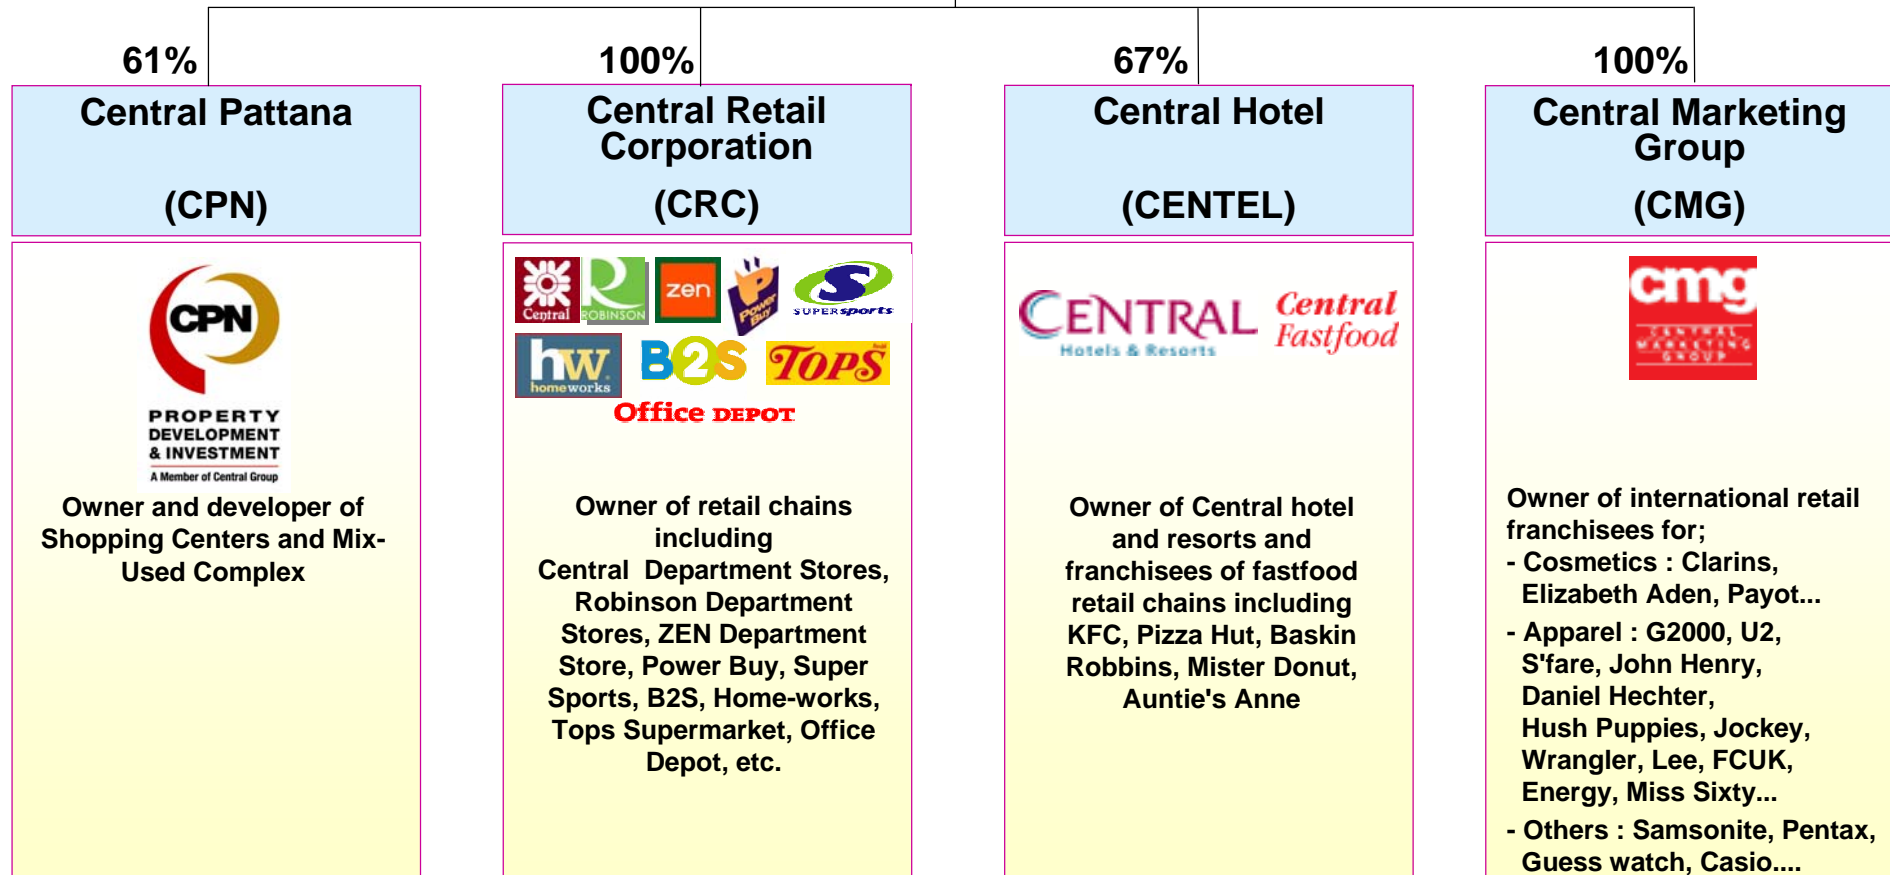 61%
Central Pattana
(CPN)
CPN
PROPERTY
DEVELOPMENT
& INVESTMENT
A Member of Central Group
Owner and developer of
Shopping Centers and Mix-
Used Complex
100%
Central Retail
Corporation
(CRC)
Central
R
ROBINSON
zen
P
Power
Buy
S
SUPERSPORTS
hw
homeworks
B2S
TOPS
Office DEPOT
Owner of retail chains
including
Central Department Stores,
Robinson Department
Stores, ZEN Department
Store, Power Buy, Super
Sports, B2S, Home-works,
Tops Supermarket, Office
Depot, etc.
67%
Central Hotel
(CENTEL)
CENTRAL
Hotels & Resorts
Central
Fastfood
Owner of Central hotel
and resorts and
franchisees of fastfood
retail chains including
KFC, Pizza Hut, Baskin
Robbins, Mister Donut,
Auntie's Anne
100%
Central Marketing
Group
(CMG)
cmg
CENTRAL
MARKETING
GROUP
Owner of international retail
franchisees for;
- Cosmetics : Clarins,
Elizabeth Aden, Payot...
- Apparel : G2000, U2,
S'fare, John Henry,
Daniel Hechter,
Hush Puppies, Jockey,
Wrangler, Lee, FCUK,
Energy, Miss Sixty...
- Others : Samsonite, Pentax,
Guess watch, Casio....